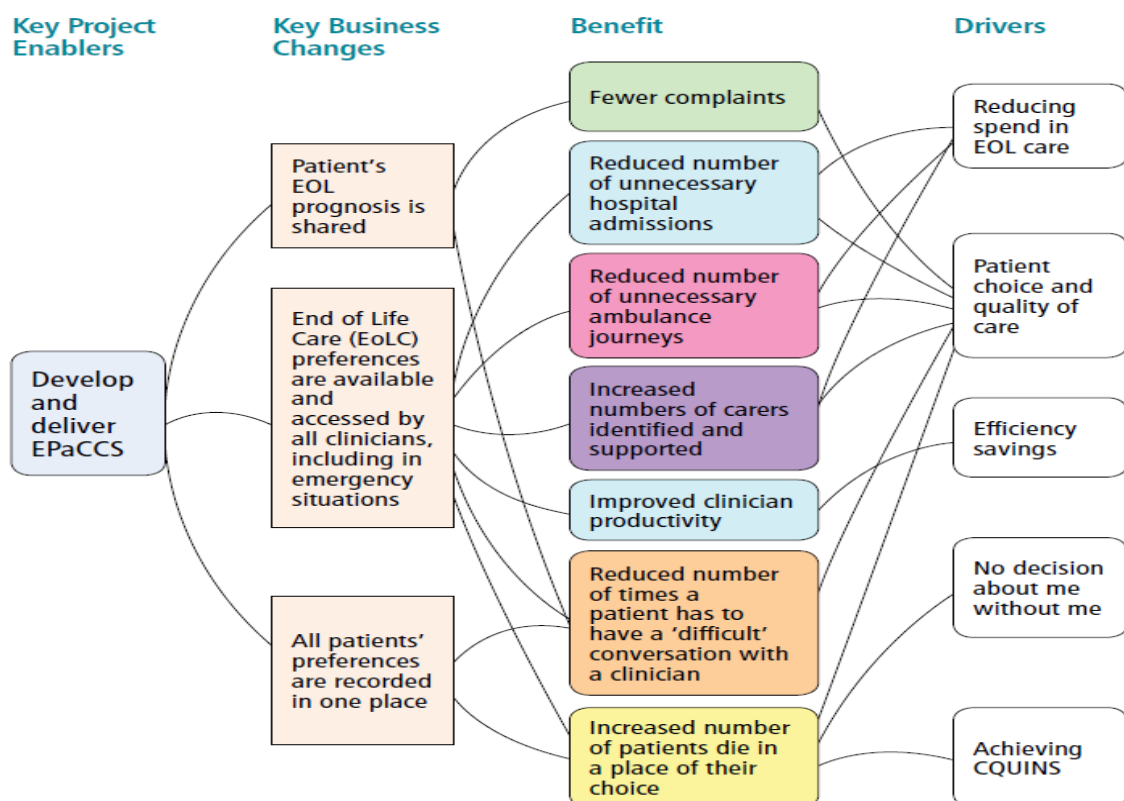 Key Project
Enablers
Key Business
Changes
Benefit
Drivers
Develop
and
deliver
EPaCCS
Patient’s
EOL
prognosis is
shared
End of Life
Care (EoLC)
preferences
are available
and
accessed by
all clinicians,
including in
emergency
situations
All patients’
preferences
are recorded
in one place
Fewer complaints
Reduced number
of unnecessary
hospital
admissions
Reduced number
of unnecessary
ambulance
journeys
Increased
numbers of carers
identified and
supported
Improved clinician
productivity
Reduced number
of times a
patient has to
have a ‘difficult’
conversation with
a clinician
Increased number
of patients die in
a place of their
choice
Reducing
spend in
EOL care
Patient
choice and
quality of
care
Efficiency
savings
No decision
about me
without me
Achieving
CQUINS